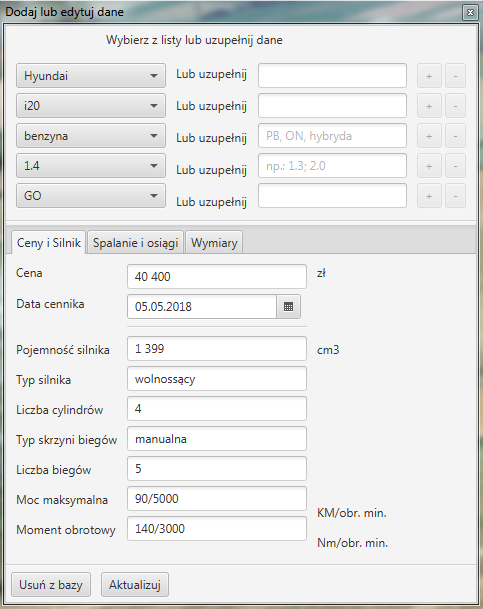 Dodaj lub edytuj dane x
Wybierz z listy lub uzupełnij dane
Hyundai Lub uzupełnij + -
i20 Lub uzupełnij + -
benzyna Lub uzupełnij PB, ON, hybryda + -
1.4 Lub uzupełnij np.: 1.3; 2.0 + -
GO Lub uzupełnij + -
Ceny i Silnik Spalanie i osiągi Wymiary
Cena 40 400 zł
Data cennika 05.05.2018
Pojemność silnika 1 399 cm3
Typ silnika wolnossący
Liczba cylindrów 4
Typ skrzyni biegów manualna
Liczba biegów 5
Moc maksymalna 90/5000 KM/obr. min.
Moment obrotowy 140/3000 Nm/obr. min.
Usuń z bazy Aktualizuj